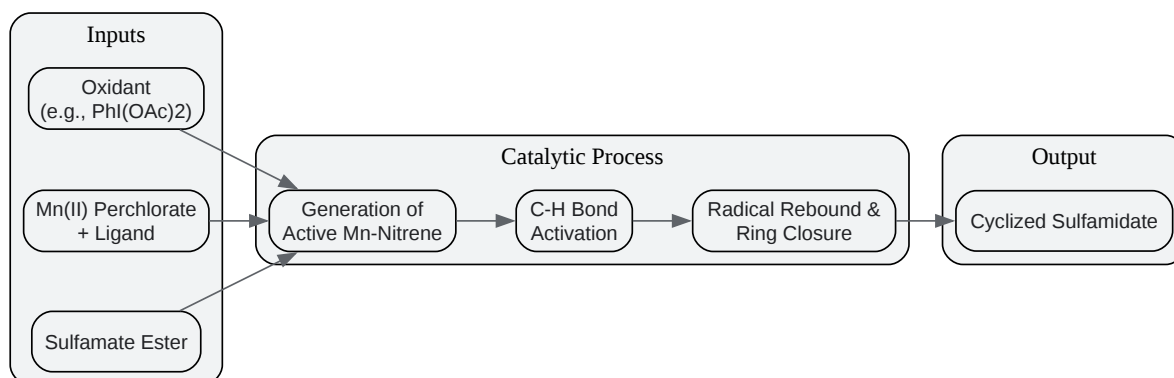 Inputs
Oxidant
(e.g., PhI(OAc)2)
Mn(II) Perchlorate
+ Ligand
Sulfamate Ester
Catalytic Process
Generation of
Active Mn-Nitrene
C-H Bond
Activation
Radical Rebound &
Ring Closure
Output
Cyclized Sulfamidate